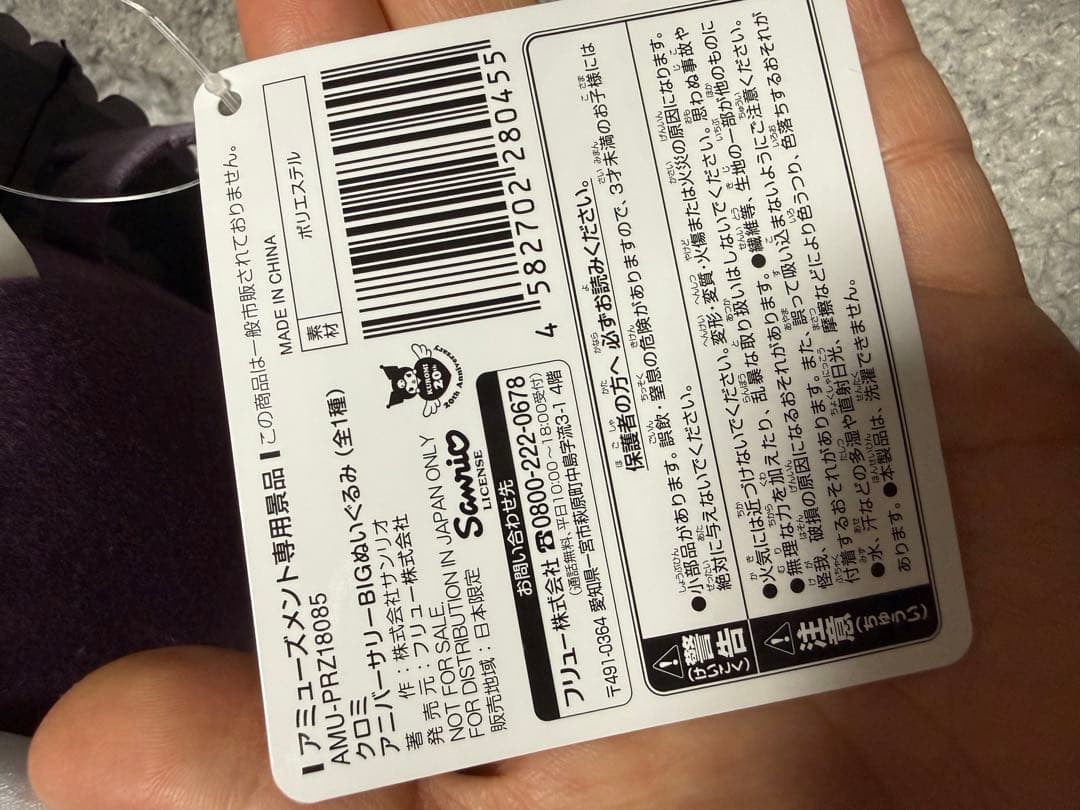 アミューズメント専用景品 この商品は一般市販されておりません。
AMU-PRZ18085
MADE IN CHINA
クロミ
アニバーサリーBIGぬいぐるみ（全1種）
素材
ポリエステル
著作：株式会社サンリオ
発売元：フリュー株式会社
NOT FOR SALE.
FOR DISTRIBUTION IN JAPAN ONLY
販売地域：日本限定
Sanrio
LICENSE
KUROMI
20th
20th Anniversary
4 582702 280455
お問い合わせ先
フリュー株式会社 ☎0800-222-0678
（通話無料、平日10:00～18:00受付）
〒491-0364 愛知県一宮市萩原町中島字流3-1 4階
保護者の方へ 必ずお読みください。
警告
（けいこく）
●小部品があります。誤飲・窒息の危険がありますので、3才未満のお子様には
絶対に与えないでください。
注意
（ちゅうい）
●火気には近づけないでください。変形・変質・火傷または火災の原因になります。
●無理な力を加えたり、乱暴な取り扱いはしないでください。思わぬ事故や
怪我、破損の原因になるおそれがあります。●繊維等、生地の一部が他のものに
付着するおそれがあります。また、誤って吸い込まないようにご注意ください。
●水、汗などの多湿や直射日光、摩擦などにより色うつり、色落ちするおそれが
あります。●本製品は、洗濯できません。